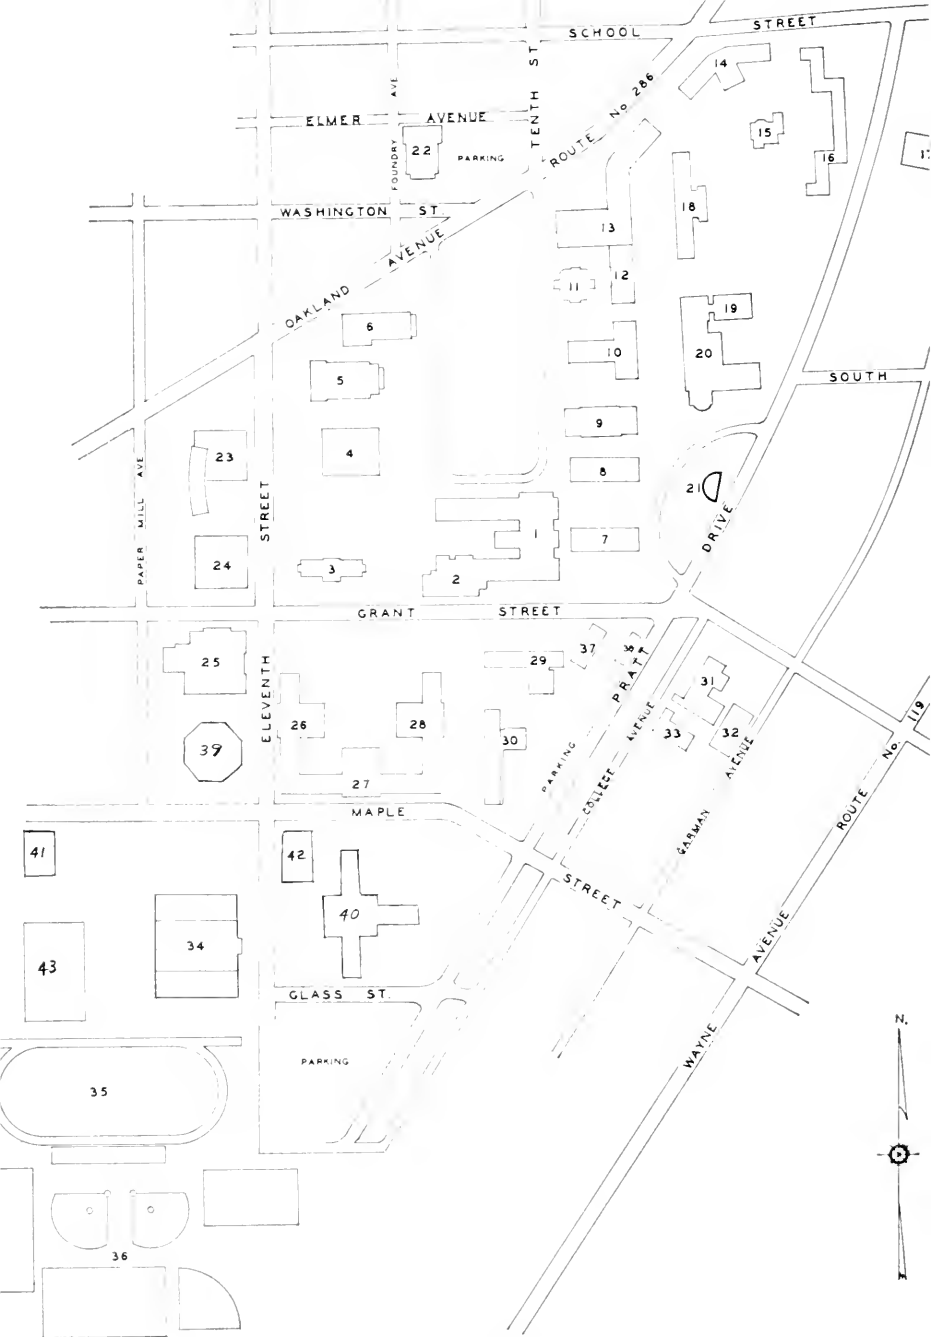 SCHOOL STREET
TENTH ST
FOUNDRY AVE
ROUTE No 286
14
15
16
ELMER AVENUE
22
PARKING
WASHINGTON ST.
18
13
12
11
OAKLAND AVENUE
6
19
20
10
5
SOUTH
9
4
23
8
21
PAPER MILL AVE
ELEVENTH STREET
DRIVE
1
7
24
3
2
GRANT STREET
37
38
PRATT
25
29
31
26
28
30
33
32
COLLEGE AVENUE
GARMAN AVENUE
ROUTE No. 119
39
PARKING
27
MAPLE STREET
41
42
40
34
43
WAYNE AVENUE
GLASS ST.
PARKING
35
36
N.